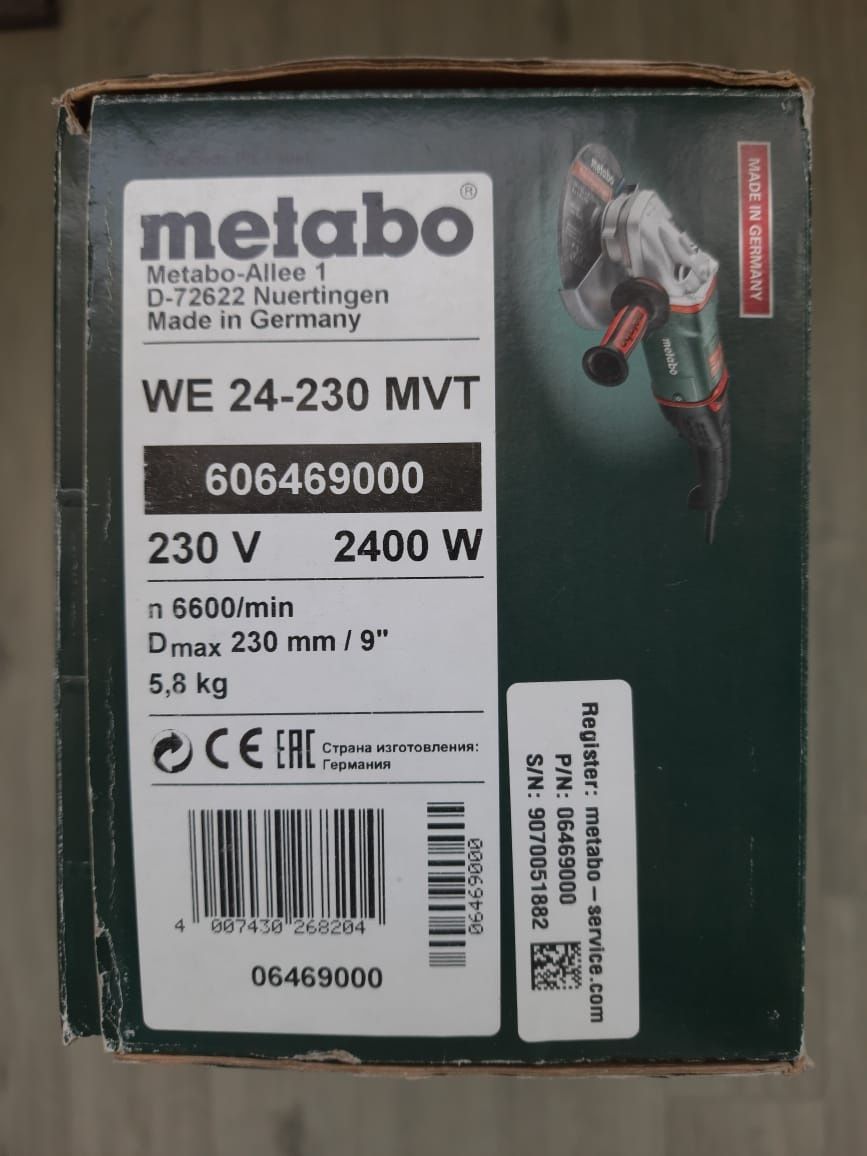 metabo®
Metabo-Allee 1
D-72622 Nuertingen
Made in Germany
WE 24-230 MVT
606469000
230 V 2400 W
n 6600/min
Dmax 230 mm / 9"
5,8 kg
CE EAC Страна изготовления:
Германия
4 007430 268204
06469000
06469000
MADE IN GERMANY
metabo
metabo
Register: metabo – service.com
P/N: 06469000
S/N: 9070051882